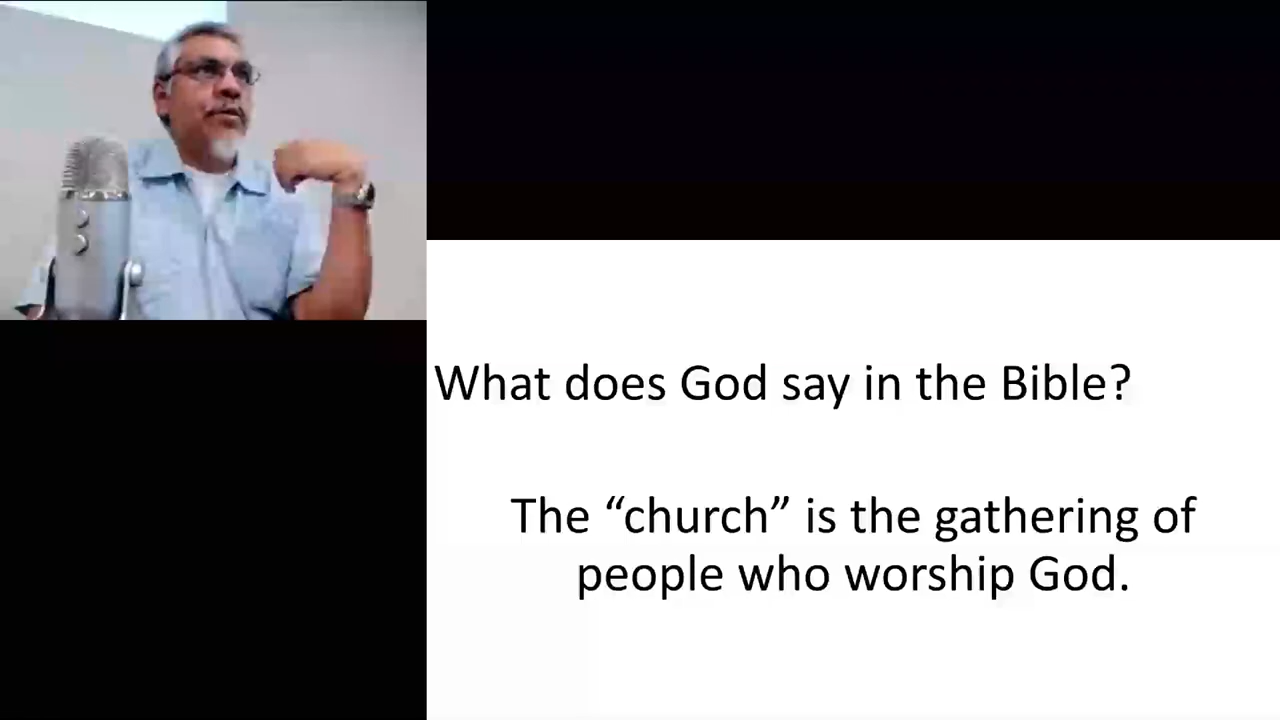 What does God say in the Bible?
The “church” is the gathering of
people who worship God.